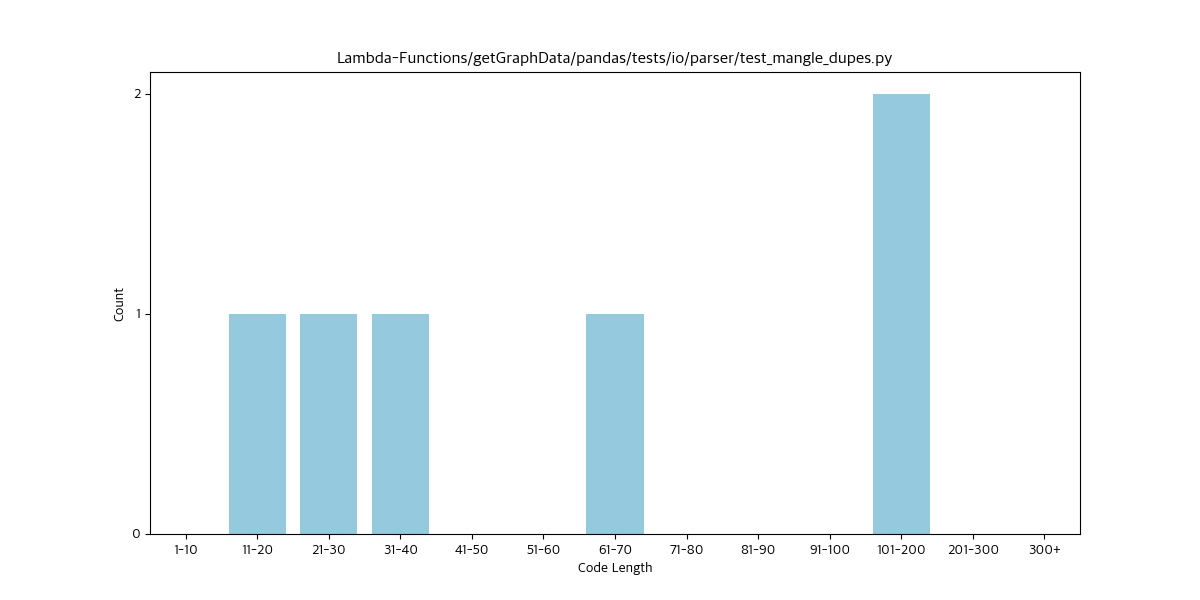 Lambda-Functions/getGraphData/pandas/tests/io/parser/test_mangle_dupes.py
2
1
0
Count
1-10 11-20 21-30 31-40 41-50 51-60 61-70 71-80 81-90 91-100 101-200 201-300 300+
Code Length